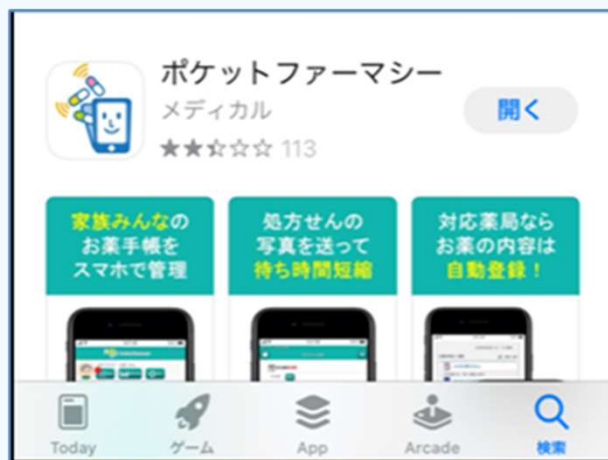 ポケットファーマシー
メディカル
開く
★★☆☆ 113
家族みんなの
お薬手帳を
スマホで管理
処方せんの
写真を送って
待ち時間短縮
対応薬局なら
お薬の内容は
自動登録！
Today
ゲーム
App
Arcade
検索